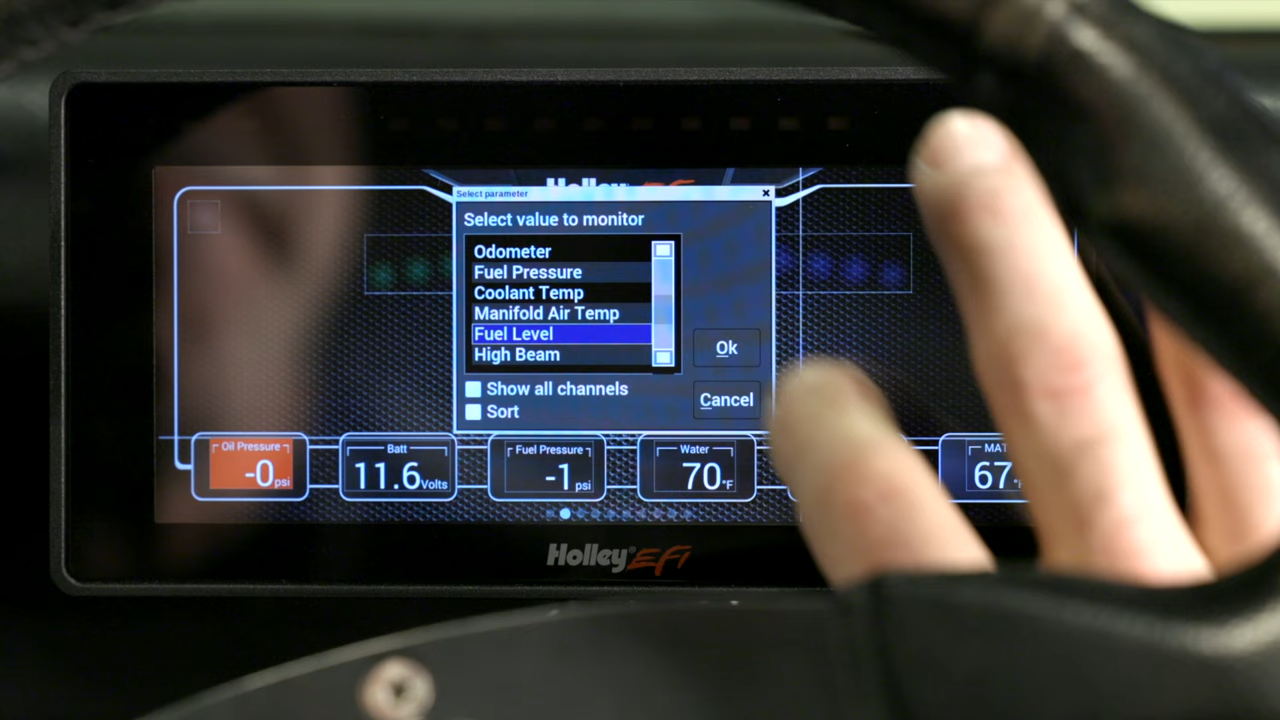 Holley EFI
Select parameter
Select value to monitor
Odometer
Fuel Pressure
Coolant Temp
Manifold Air Temp
Fuel Level
High Beam
Ok
Show all channels
Cancel
Sort
Oil Pressure
-0 psi
Batt
11.6 Volts
Fuel Pressure
-1 psi
Water
70 °F
MAT
67
Holley EFI